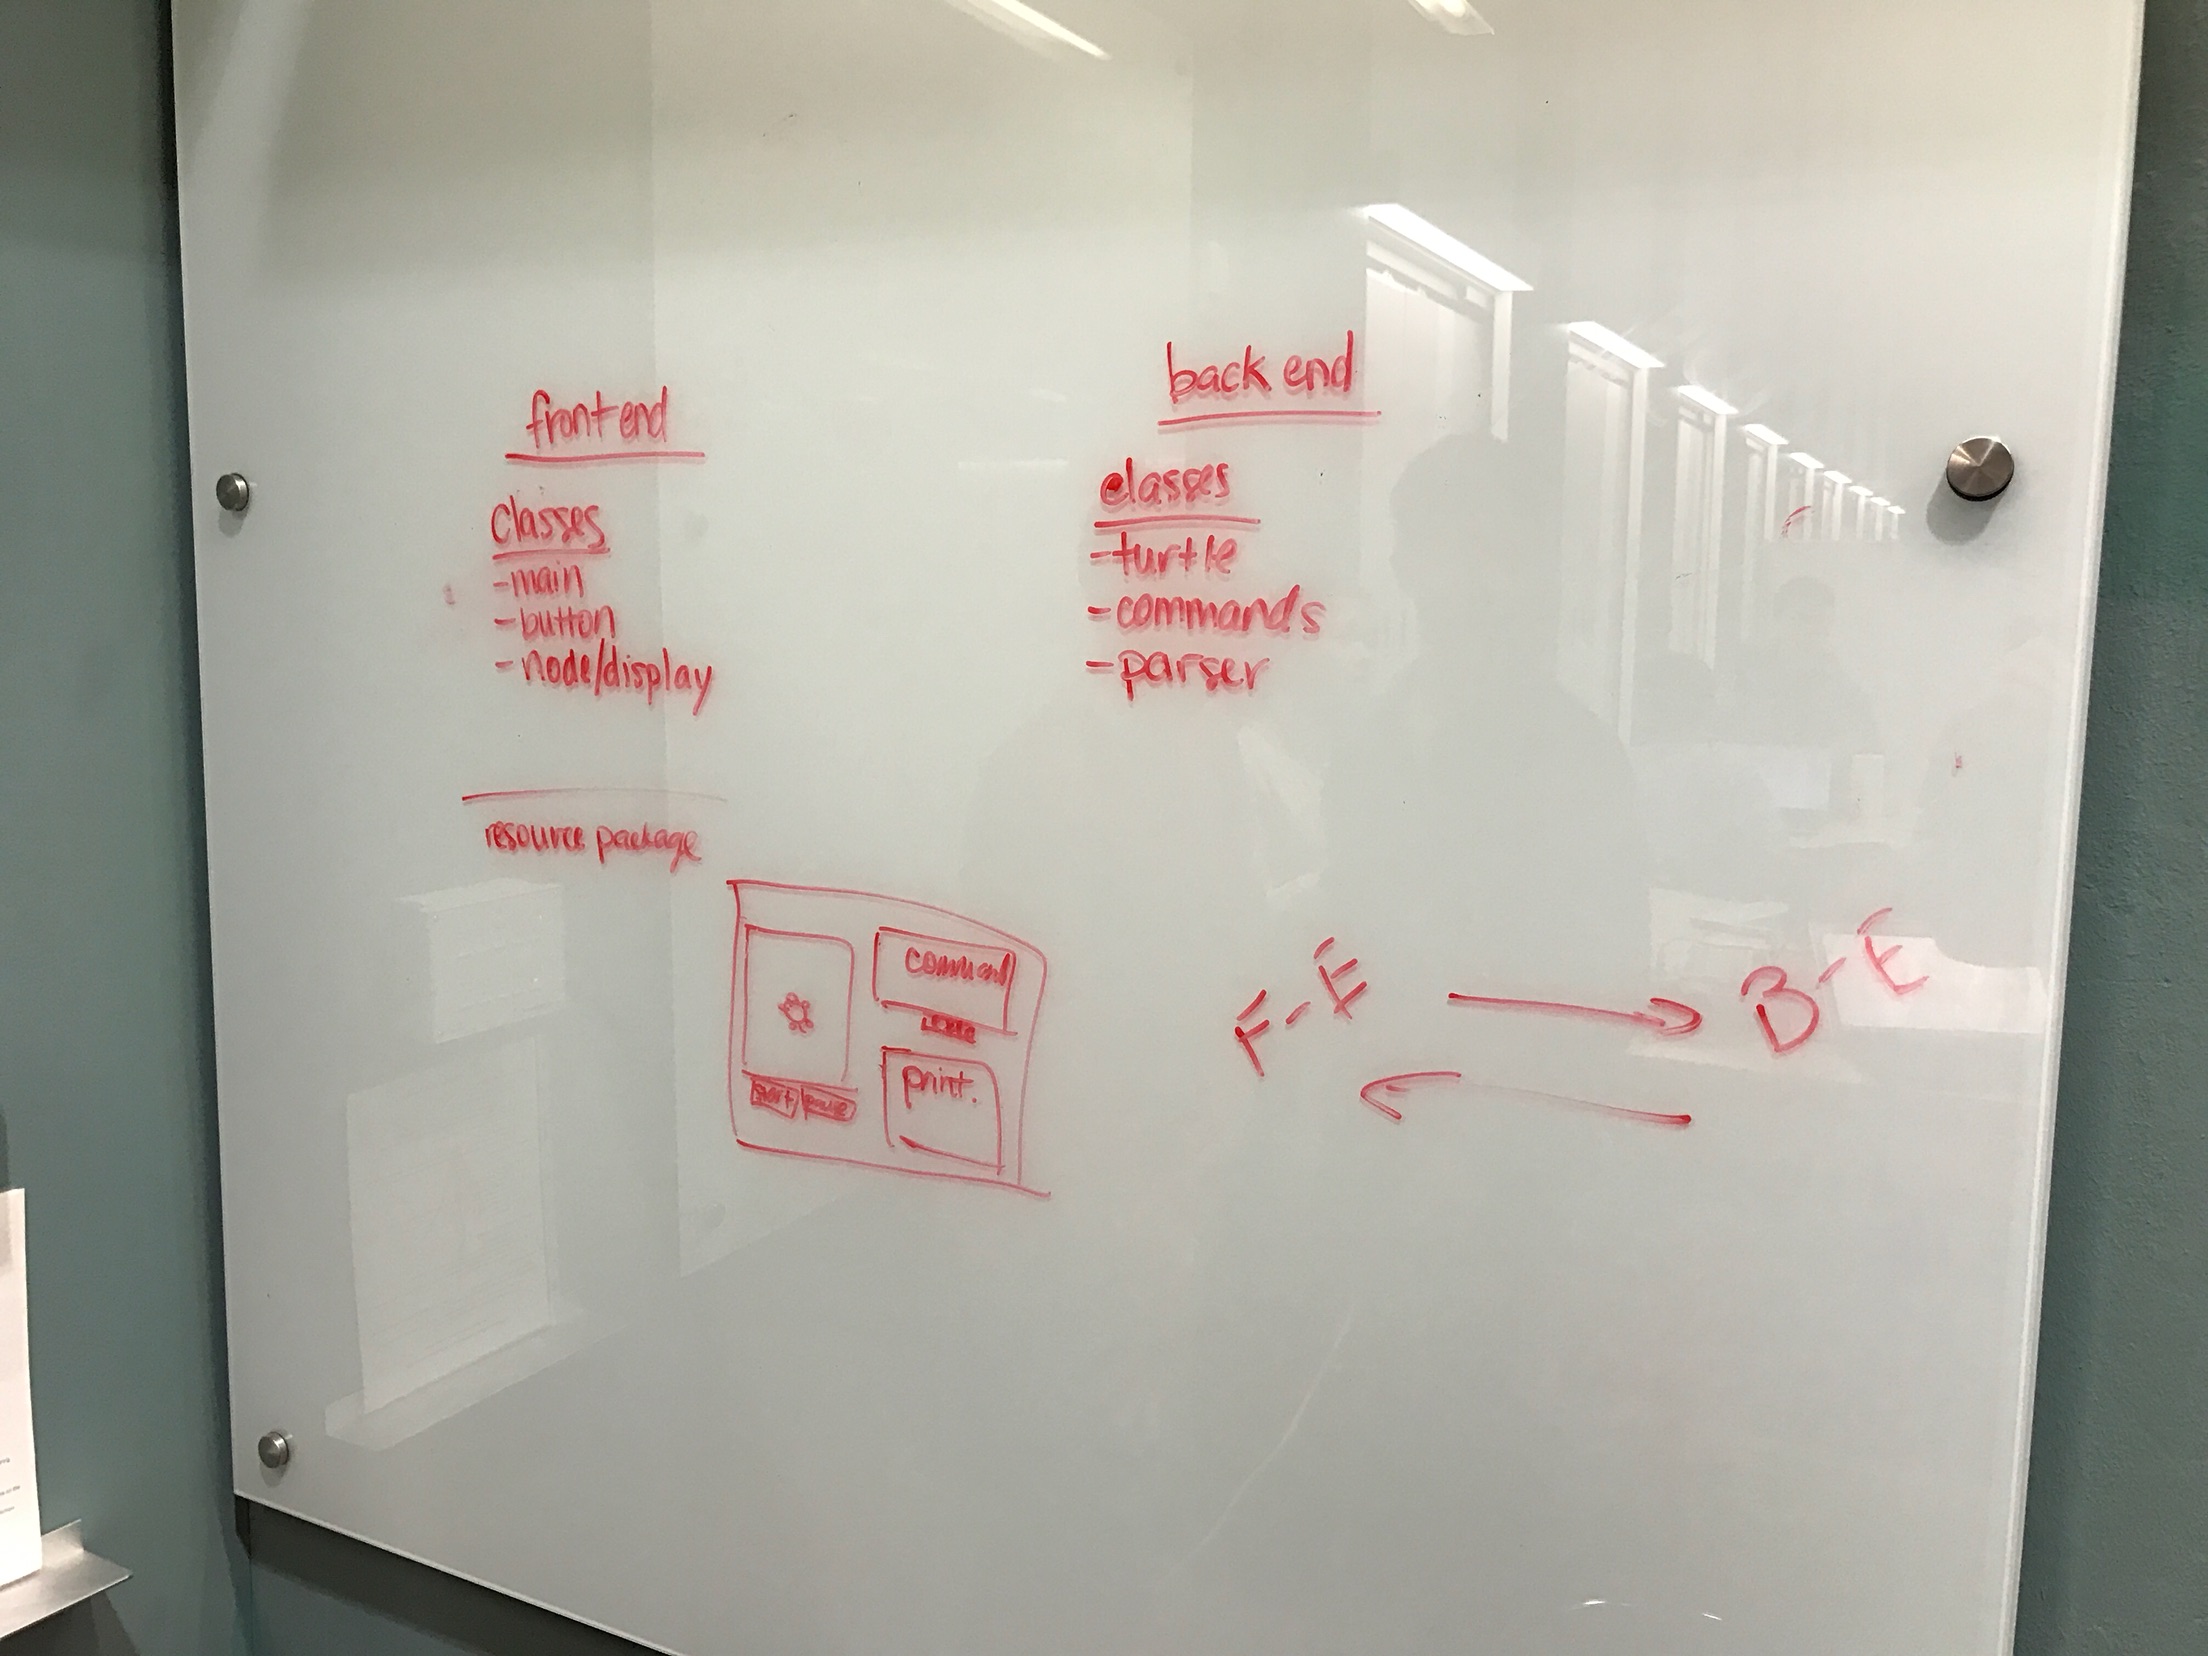 front end
classes
-main
-button
-node/display
resource package
back end
classes
-turtle
-commands
-parser
command
start pause
print.
F-E
B-E